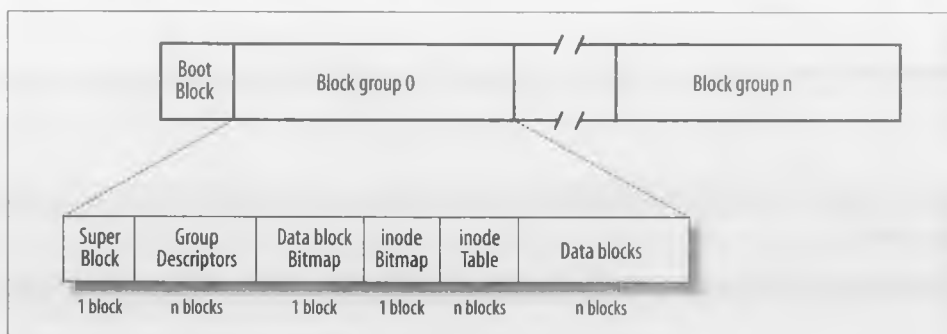 Boot
Block
Block group 0
Block group n
Super
Block
Group
Descriptors
Data block
Bitmap
inode
Bitmap
inode
Table
Data blocks
1 block
n blocks
1 block
1 block
n blocks
n blocks